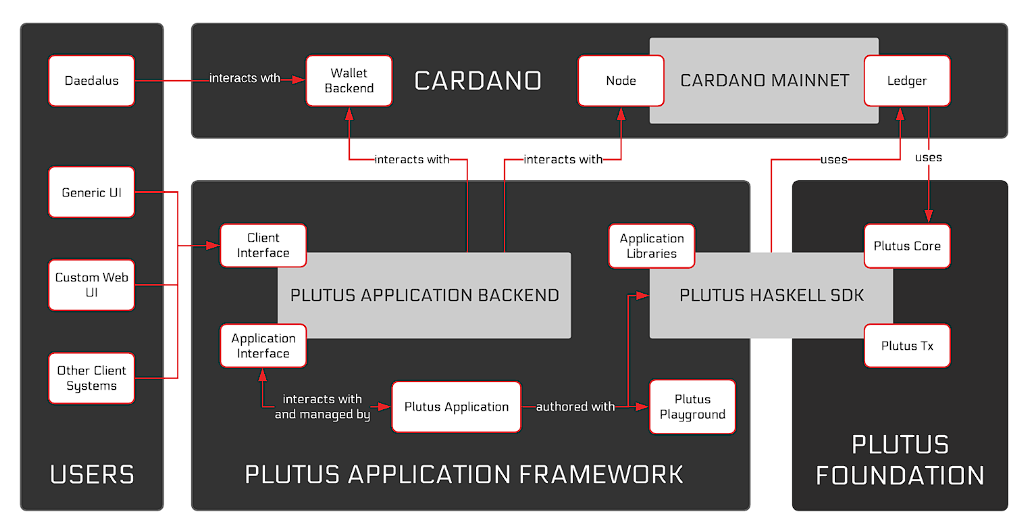 Daedalus
interacts wth
Wallet
Backend
CARDANO
Node
CARDANO MAINNET
Ledger
interacts with
interacts with
uses
uses
Generic UI
Custom Web
UI
Other Client
Systems
USERS
Client
Interface
PLUTUS APPLICATION BACKEND
Application
Interface
interacts with
and managed by
Plutus Application
authored with
Application
Libraries
PLUTUS HASKELL SDK
Plutus
Playground
PLUTUS APPLICATION FRAMEWORK
Plutus Core
Plutus Tx
PLUTUS
FOUNDATION